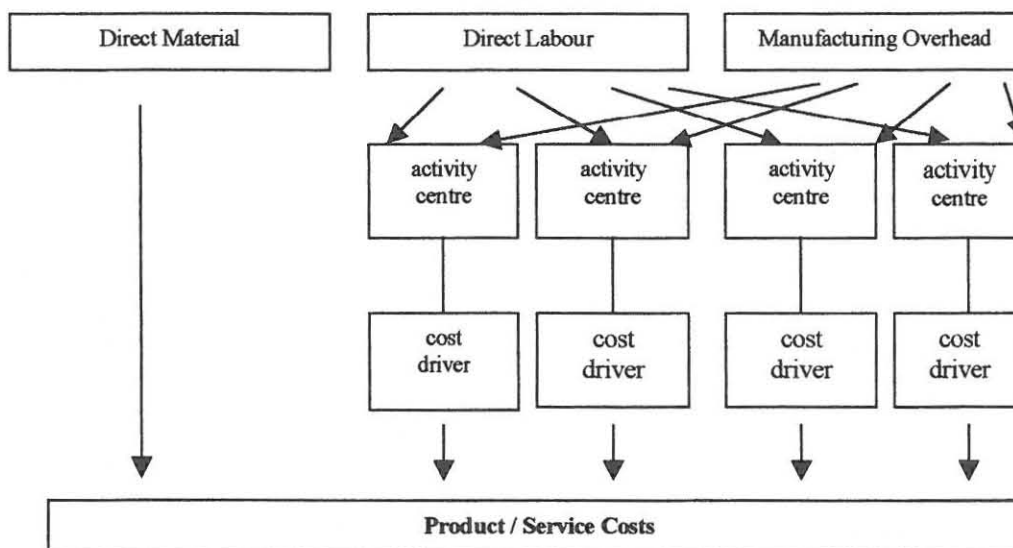 Direct Material
Direct Labour
Manufacturing Overhead
activity
centre
activity
centre
activity
centre
activity
centre
cost
driver
cost
driver
cost
driver
cost
driver
Product / Service Costs